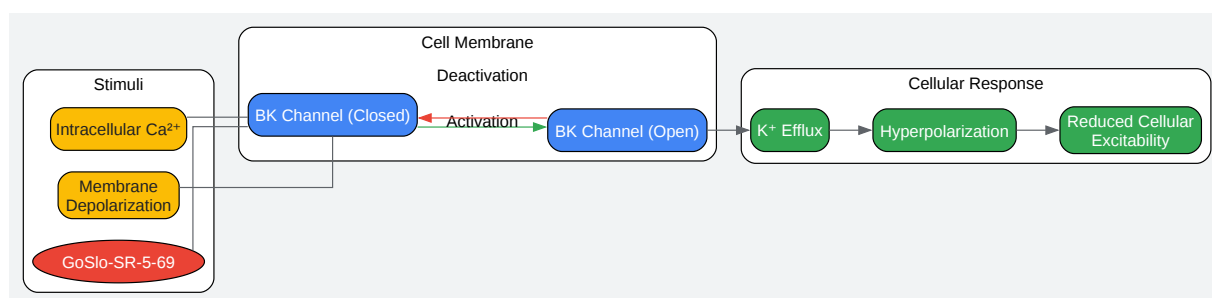 Stimuli
Intracellular Ca²⁺
Membrane
Depolarization
GoSlo-SR-5-69
Cell Membrane
Deactivation
BK Channel (Closed)
Activation
BK Channel (Open)
Cellular Response
K⁺ Efflux
Hyperpolarization
Reduced Cellular
Excitability